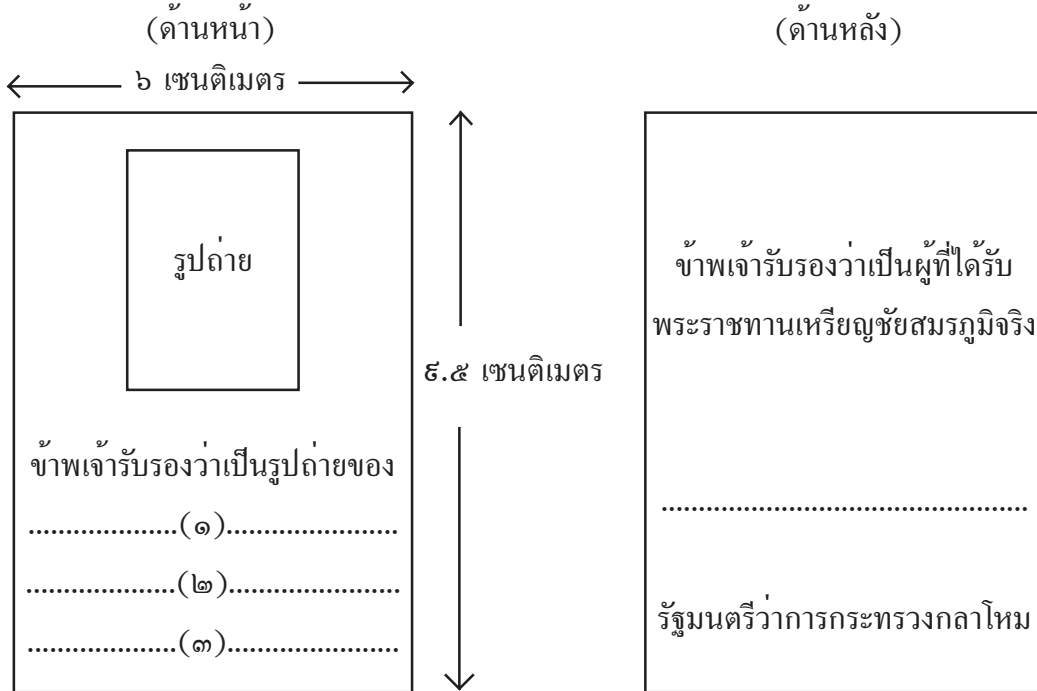 (ด้านหน้า)
๖ เซนติเมตร
รูปถ่าย
ข้าพเจ้ารับรองว่าเป็นรูปถ่ายของ
....................(๑).......................
....................(๒).......................
....................(๓).......................
๙.๕ เซนติเมตร
(ด้านหลัง)
ข้าพเจ้ารับรองว่าเป็นผู้ที่ได้รับ
พระราชทานเหรียญชัยสมรภูมิจริง
.................................................
รัฐมนตรีว่าการกระทรวงกลาโหม